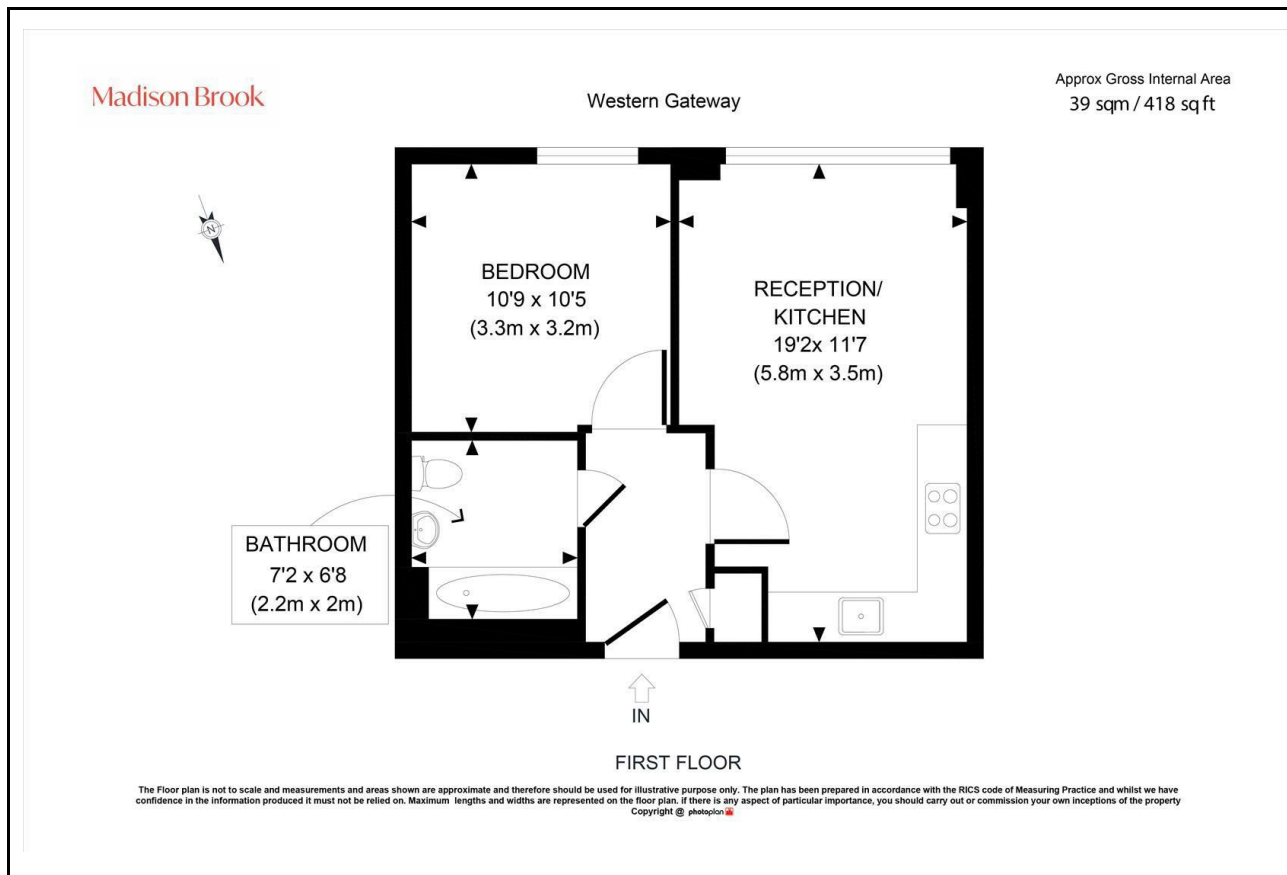 Madison Brook
Western Gateway
Approx Gross Internal Area
39 sqm / 418 sq ft
N
BEDROOM
10'9 x 10'5
(3.3m x 3.2m)
RECEPTION/
KITCHEN
19'2x 11'7
(5.8m x 3.5m)
BATHROOM
7'2 x 6'8
(2.2m x 2m)
IN
FIRST FLOOR
The Floor plan is not to scale and measurements and areas shown are approximate and therefore should be used for illustrative purpose only. The plan has been prepared in accordance with the RICS code of Measuring Practice and whilst we have
confidence in the information produced it must not be relied on. Maximum lengths and widths are represented on the floor plan. if there is any aspect of particular importance, you should carry out or commission your own inceptions of the property
Copyright @ photoplan